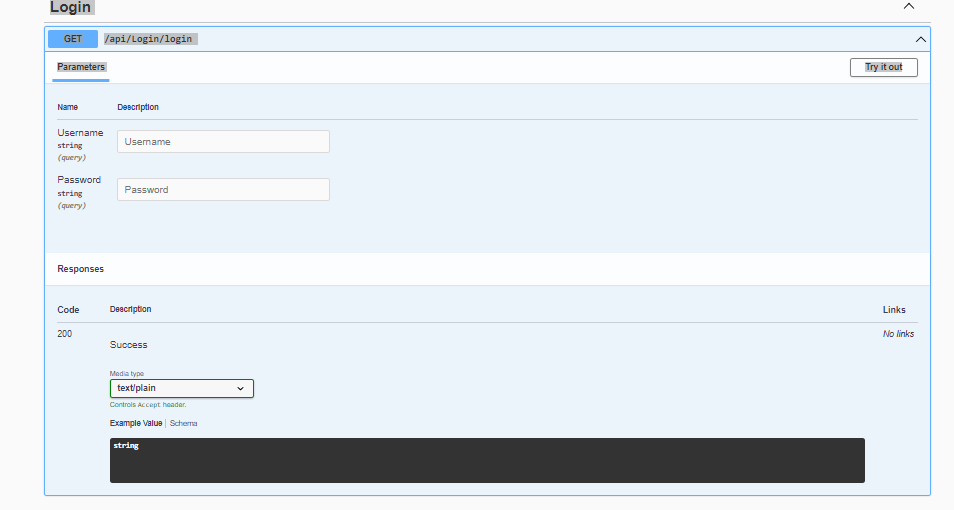 Login
GET /api/Login/login
Parameters Try it out
Name Description
Username
string
(query)
Username
Password
string
(query)
Password
Responses
Code Description Links
200 Success No links
Media type
text/plain
Controls Accept header.
Example Value | Schema
string